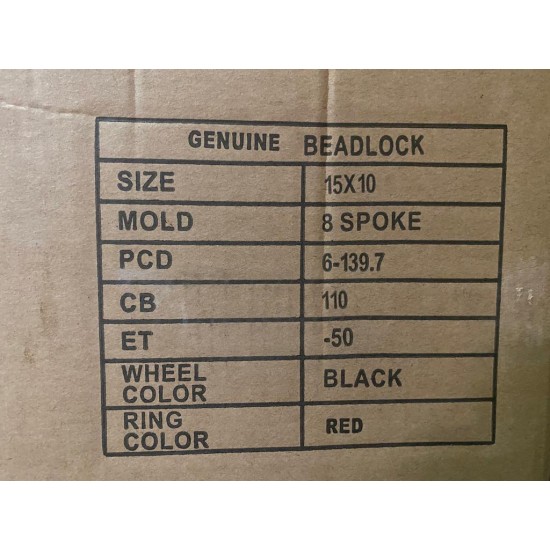 GENUINE BEADLOCK
SIZE 15X10
MOLD 8 SPOKE
PCD 6-139.7
CB 110
ET -50
WHEEL COLOR BLACK
RING COLOR RED